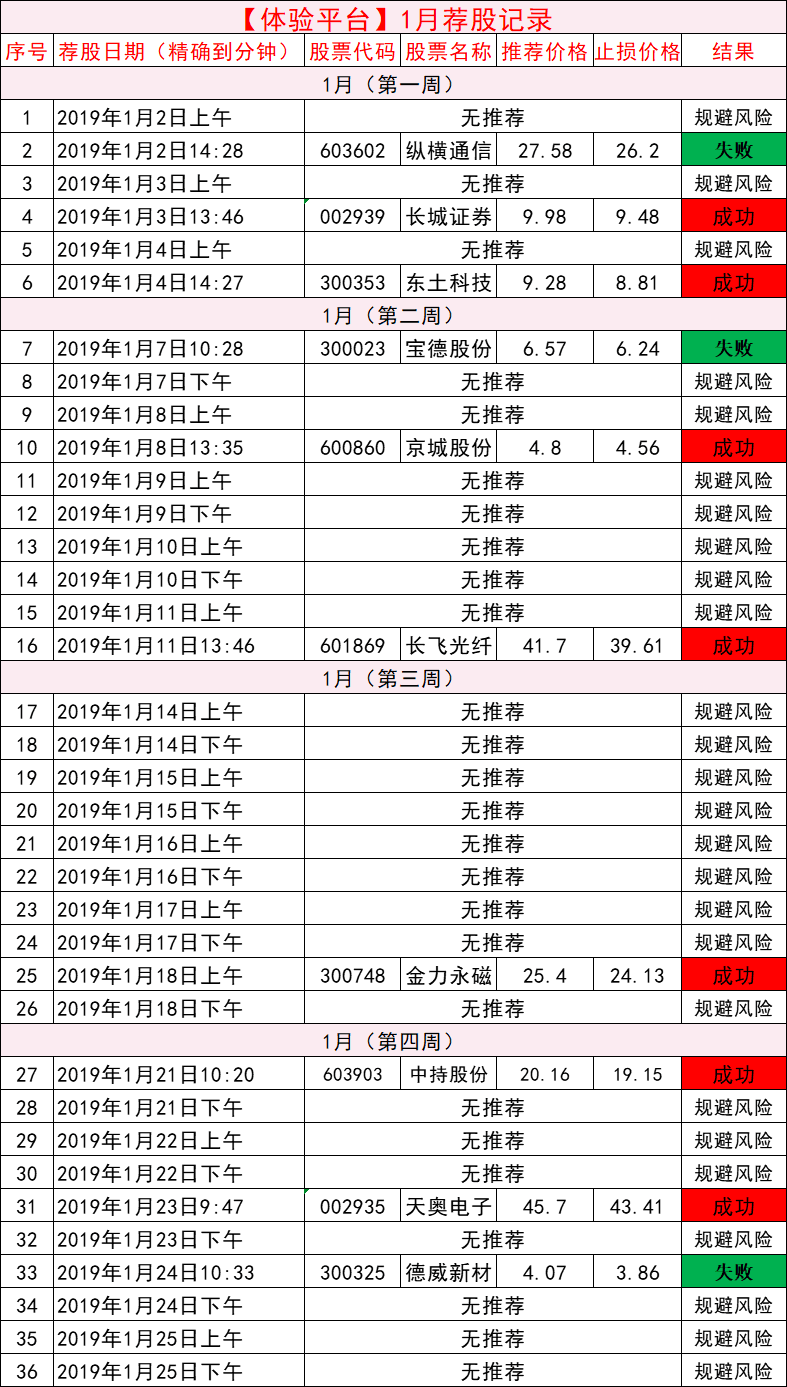 【体验平台】1月荐股记录
序号 荐股日期（精确到分钟） 股票代码 股票名称 推荐价格 止损价格 结果
1月（第一周）
1 2019年1月2日上午 无推荐 规避风险
2 2019年1月2日14:28 603602 纵横通信 27.58 26.2 失败
3 2019年1月3日上午 无推荐 规避风险
4 2019年1月3日13:46 002939 长城证券 9.98 9.48 成功
5 2019年1月4日上午 无推荐 规避风险
6 2019年1月4日14:27 300353 东土科技 9.28 8.81 成功
1月（第二周）
7 2019年1月7日10:28 300023 宝德股份 6.57 6.24 失败
8 2019年1月7日下午 无推荐 规避风险
9 2019年1月8日上午 无推荐 规避风险
10 2019年1月8日13:35 600860 京城股份 4.8 4.56 成功
11 2019年1月9日上午 无推荐 规避风险
12 2019年1月9日下午 无推荐 规避风险
13 2019年1月10日上午 无推荐 规避风险
14 2019年1月10日下午 无推荐 规避风险
15 2019年1月11日上午 无推荐 规避风险
16 2019年1月11日13:46 601869 长飞光纤 41.7 39.61 成功
1月（第三周）
17 2019年1月14日上午 无推荐 规避风险
18 2019年1月14日下午 无推荐 规避风险
19 2019年1月15日上午 无推荐 规避风险
20 2019年1月15日下午 无推荐 规避风险
21 2019年1月16日上午 无推荐 规避风险
22 2019年1月16日下午 无推荐 规避风险
23 2019年1月17日上午 无推荐 规避风险
24 2019年1月17日下午 无推荐 规避风险
25 2019年1月18日上午 300748 金力永磁 25.4 24.13 成功
26 2019年1月18日下午 无推荐 规避风险
1月（第四周）
27 2019年1月21日10:20 603903 中持股份 20.16 19.15 成功
28 2019年1月21日下午 无推荐 规避风险
29 2019年1月22日上午 无推荐 规避风险
30 2019年1月22日下午 无推荐 规避风险
31 2019年1月23日9:47 002935 天奥电子 45.7 43.41 成功
32 2019年1月23日下午 无推荐 规避风险
33 2019年1月24日10:33 300325 德威新材 4.07 3.86 失败
34 2019年1月24日下午 无推荐 规避风险
35 2019年1月25日上午 无推荐 规避风险
36 2019年1月25日下午 无推荐 规避风险